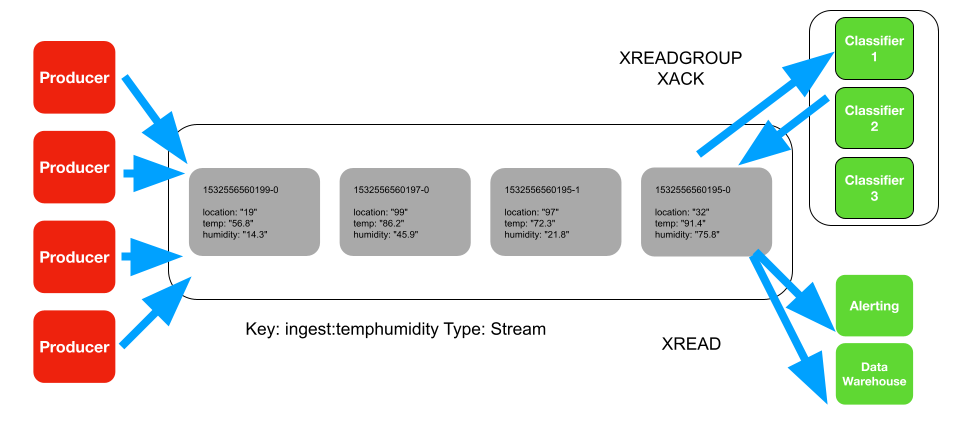 Producer
Producer
Producer
Producer
1532556560199-0
location: "19"
temp: "56.8"
humidity: "14.3"
1532556560197-0
location: "99"
temp: "86.2"
humidity: "45.9"
1532556560195-1
location: "97"
temp: "72.3"
humidity: "21.8"
1532556560195-0
location: "32"
temp: "91.4"
humidity: "75.8"
Key: ingest:temphumidity Type: Stream
XREADGROUP
XACK
Classifier
1
Classifier
2
Classifier
3
XREAD
Alerting
Data
Warehouse